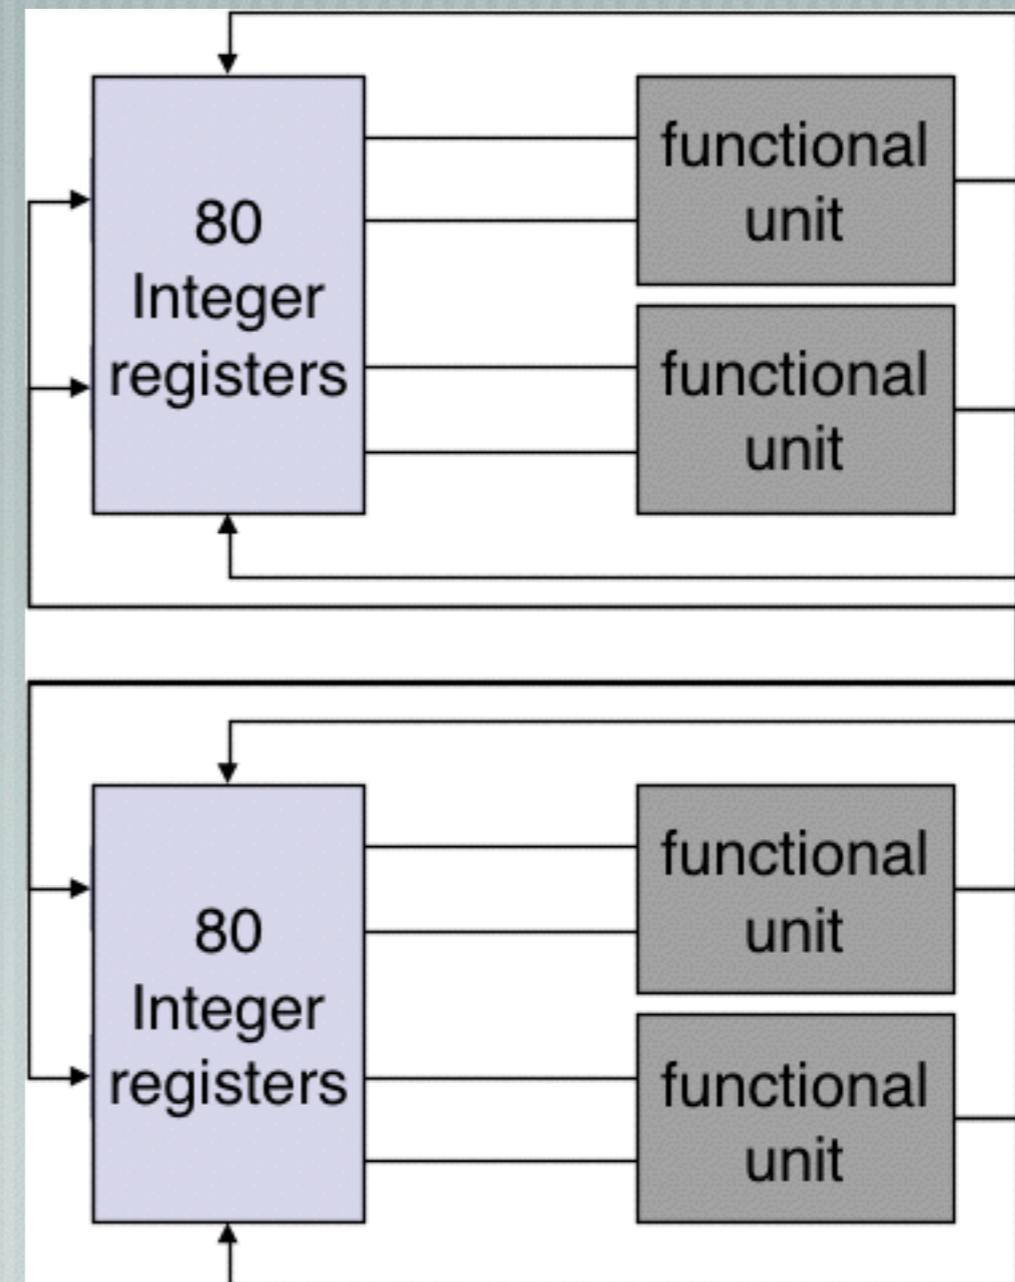 80
Integer
registers
functional
unit
functional
unit
80
Integer
registers
functional
unit
functional
unit